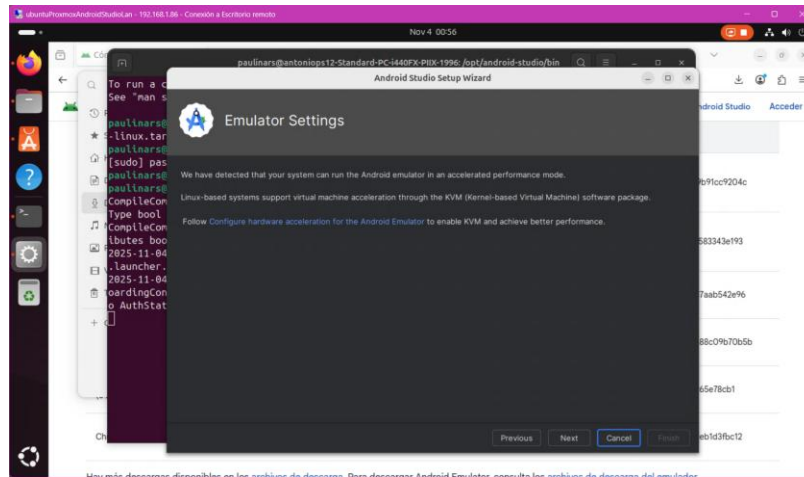 ubuntuProxmoxAndroidStudioLan - 192.168.1.86 - Conexión a Escritorio remoto
Nov 4 00:56
paulinars@antoniops12-Standard-PC-i440FX-PIIX-1996: /opt/android-studio/bin
Android Studio Setup Wizard
To run a c
See "man s
Android Studio
Acceder
Emulator Settings
paulinars@
-linux.tar
[sudo] pas
paulinars@
paulinars@
CompileCom
Type bool
CompileCom
ibutes boo
2025-11-04
.launcher.
2025-11-04
oardingCon
o AuthStat
We have detected that your system can run the Android emulator in an accelerated performance mode.
Linux-based systems support virtual machine acceleration through the KVM (Kernel-based Virtual Machine) software package.
Follow Configure hardware acceleration for the Android Emulator to enable KVM and achieve better performance.
9b91cc9204c
583343e193
7aab542e96
88c09b70b5b
65e78cb1
eb1d3fbc12
Previous
Next
Cancel
Finish
Ch
Hay más descargas disponibles en los archivos de descarga. Para descargar Android Emulator, consulta los archivos de descarga del emulador.